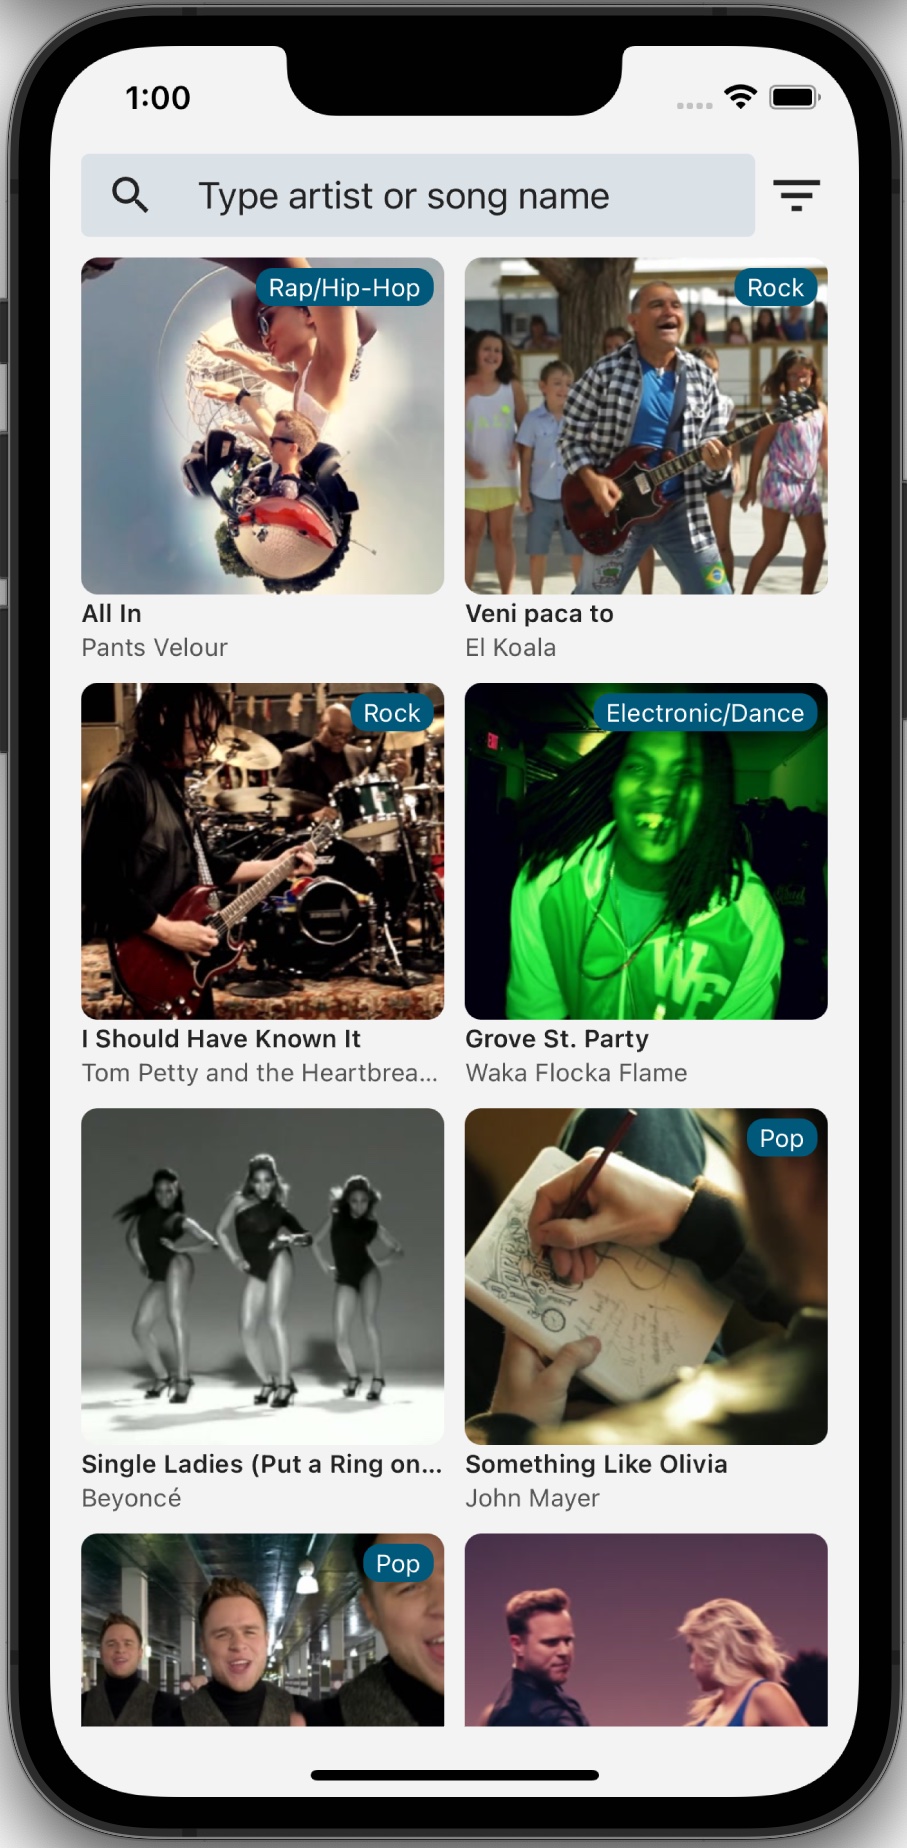 1:00
Type artist or song name
Rap/Hip-Hop
Rock
All In
Veni paca to
Pants Velour
El Koala
Rock
Electronic/Dance
WF
I Should Have Known It
Grove St. Party
Tom Petty and the Heartbrea...
Waka Flocka Flame
Pop
Single Ladies (Put a Ring on...
Something Like Olivia
Beyoncé
John Mayer
Pop